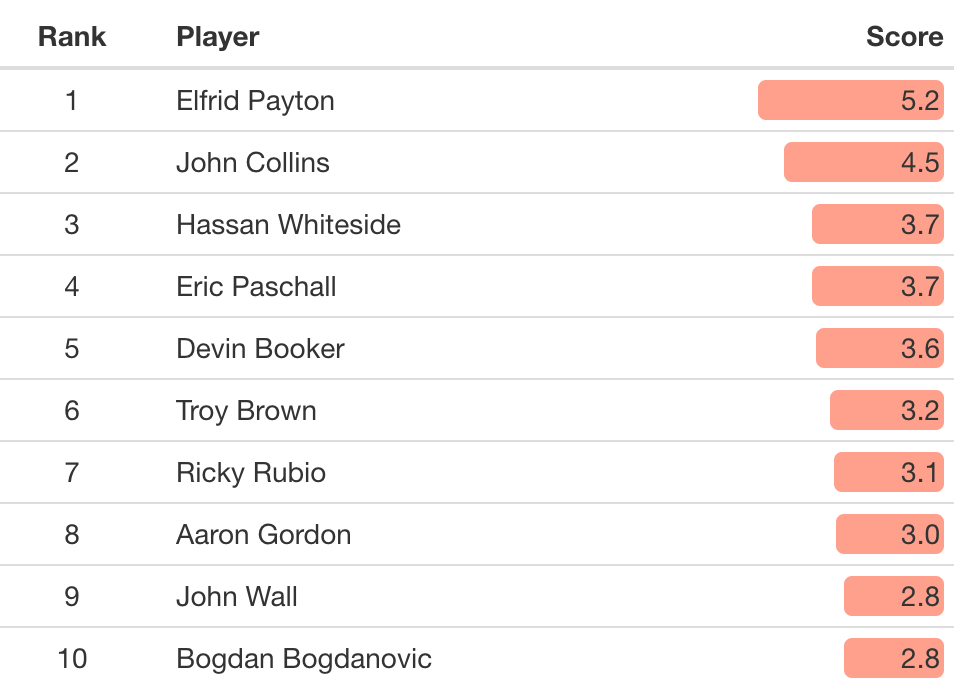 Rank Player Score
1 Elfrid Payton 5.2
2 John Collins 4.5
3 Hassan Whiteside 3.7
4 Eric Paschall 3.7
5 Devin Booker 3.6
6 Troy Brown 3.2
7 Ricky Rubio 3.1
8 Aaron Gordon 3.0
9 John Wall 2.8
10 Bogdan Bogdanovic 2.8